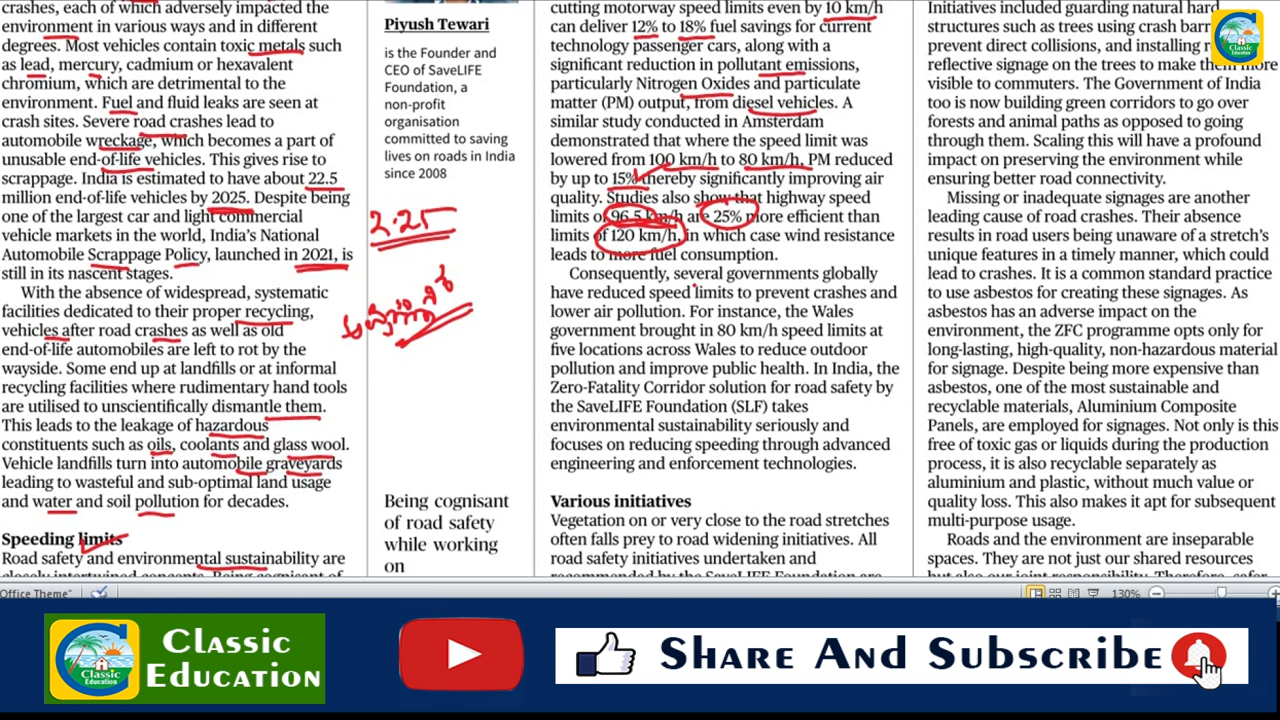 crashes, each of which adversely impacted the
environment in various ways and in different
degrees. Most vehicles contain toxic metals such
as lead, mercury, cadmium or hexavalent
chromium, which are detrimental to the
environment. Fuel and fluid leaks are seen at
crash sites. Severe road crashes lead to
automobile wreckage, which becomes a part of
unusable end-of-life vehicles. This gives rise to
scrappage. India is estimated to have about 22.5
million end-of-life vehicles by 2025. Despite being
one of the largest car and light commercial
vehicle markets in the world, India's National
Automobile Scrappage Policy, launched in 2021, is
still in its nascent stages.
With the absence of widespread, systematic
facilities dedicated to their proper recycling,
vehicles after road crashes as well as old
end-of-life automobiles are left to rot by the
wayside. Some end up at landfills or at informal
recycling facilities where rudimentary hand tools
are utilised to unscientifically dismantle them.
This leads to the leakage of hazardous
constituents such as oils, coolants and glass wool.
Vehicle landfills turn into automobile graveyards
leading to wasteful and sub-optimal land usage
and water and soil pollution for decades.
Speeding limits
Road safety and environmental sustainability are
closely intertwined concepts. Being cognisant of
Piyush Tewari
is the Founder and
CEO of SaveLIFE
Foundation, a
non-profit
organisation
committed to saving
lives on roads in India
since 2008
2.25
Being cognisant
of road safety
while working
on
cutting motorway speed limits even by 10 km/h
can deliver 12% to 18% fuel savings for current
technology passenger cars, along with a
significant reduction in pollutant emissions,
particularly Nitrogen Oxides and particulate
matter (PM) output, from diesel vehicles. A
similar study conducted in Amsterdam
demonstrated that where the speed limit was
lowered from 100 km/h to 80 km/h, PM reduced
by up to 15% thereby significantly improving air
quality. Studies also show that highway speed
limits of 96.5 km/h are 25% more efficient than
limits of 120 km/h, in which case wind resistance
leads to more fuel consumption.
Consequently, several governments globally
have reduced speed limits to prevent crashes and
lower air pollution. For instance, the Wales
government brought in 80 km/h speed limits at
five locations across Wales to reduce outdoor
pollution and improve public health. In India, the
Zero-Fatality Corridor solution for road safety by
the SaveLIFE Foundation (SLF) takes
environmental sustainability seriously and
focuses on reducing speeding through advanced
engineering and enforcement technologies.
Various initiatives
Vegetation on or very close to the road stretches
often falls prey to road widening initiatives. All
road safety initiatives undertaken and
recommended by the SaveLIFE Foundation are
Initiatives included guarding natural hard
structures such as trees using crash
prevent direct collisions, and installing
reflective signage on the trees to make them more
visible to commuters. The Government of India
too is now building green corridors to go over
forests and animal paths as opposed to going
through them. Scaling this will have a profound
impact on preserving the environment while
ensuring better road connectivity.
Missing or inadequate signages are another
leading cause of road crashes. Their absence
results in road users being unaware of a stretch's
unique features in a timely manner, which could
lead to crashes. It is a common standard practice
to use asbestos for creating these signages. As
asbestos has an adverse impact on the
environment, the ZFC programme opts only for
long-lasting, high-quality, non-hazardous material
for signage. Despite being more expensive than
asbestos, one of the most sustainable and
recyclable materials, Aluminium Composite
Panels, are employed for signages. Not only is this
free of toxic gas or liquids during the production
process, it is also recyclable separately as
aluminium and plastic, without much value or
quality loss. This also makes it apt for subsequent
multi-purpose usage.
Roads and the environment are inseparable
spaces. They are not just our shared resources
but also our joint responsibility. Therefore, safer
Classic
Education
Office Theme"
130%
Classic
Education
Classic
Education
Share And Subscribe